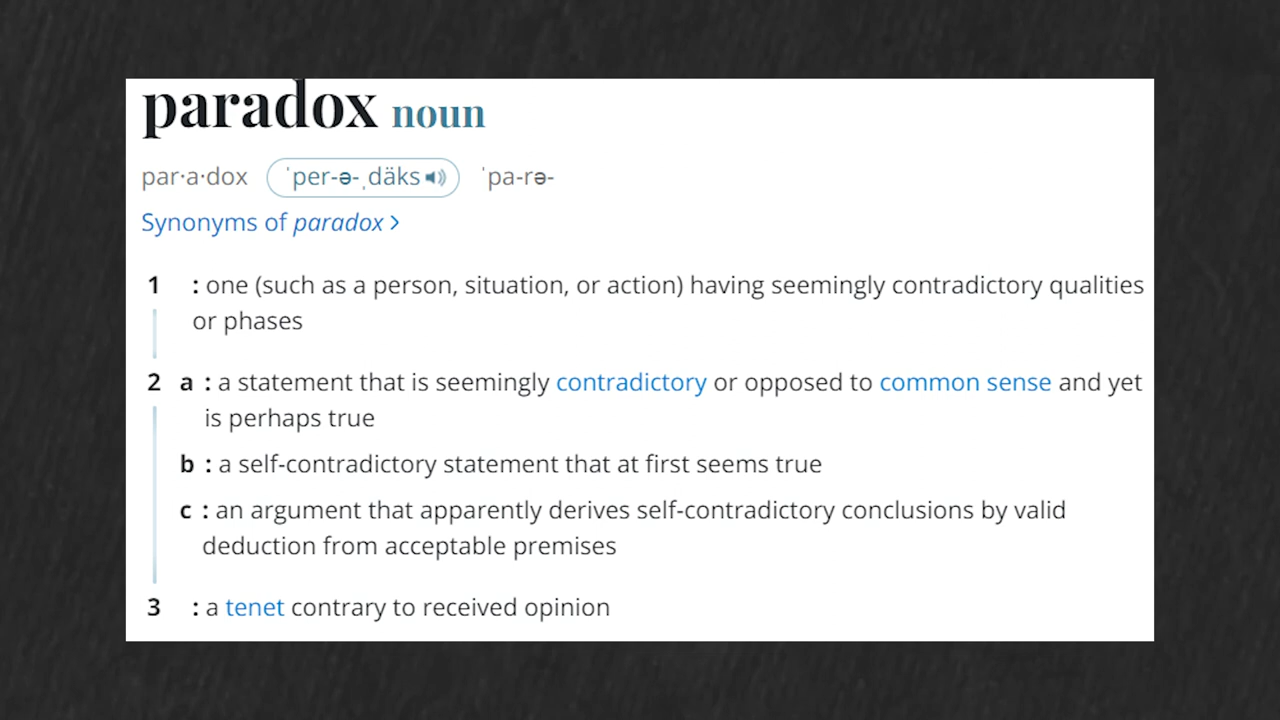 paradox noun
par·a·dox ˈper-ə-ˌdäks ˈpa-rə-
Synonyms of paradox >
1 : one (such as a person, situation, or action) having seemingly contradictory qualities
or phases
2 a : a statement that is seemingly contradictory or opposed to common sense and yet
is perhaps true
b : a self-contradictory statement that at first seems true
c : an argument that apparently derives self-contradictory conclusions by valid
deduction from acceptable premises
3 : a tenet contrary to received opinion